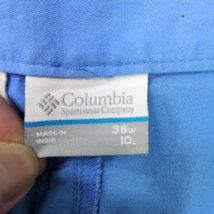 Columbia
Sportswear Company
MADE IN
INDIA
36W
10L